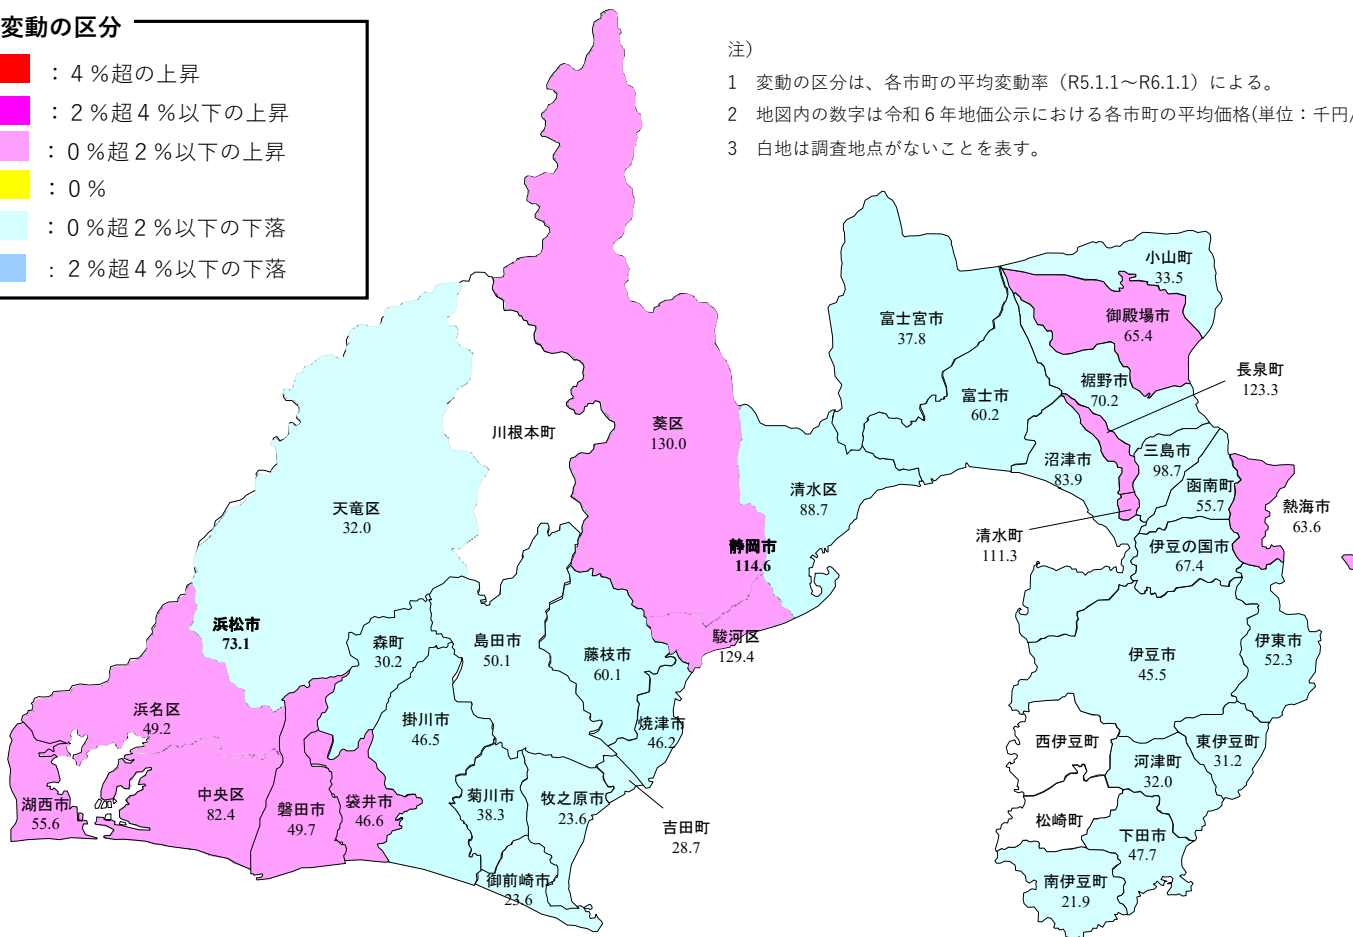 変動の区分
：４％超の上昇
：２％超４％以下の上昇
：０％超２％以下の上昇
：０％
：０％超２％以下の下落
：２％超４％以下の下落
注）
1　変動の区分は、各市町の平均変動率（R5.1.1～R6.1.1）による。
2　地図内の数字は令和６年地価公示における各市町の平均価格(単位：千円/
3　白地は調査地点がないことを表す。
小山町
33.5
御殿場市
65.4
富士宮市
37.8
長泉町
123.3
裾野市
70.2
富士市
60.2
葵区
130.0
川根本町
三島市
98.7
沼津市
83.9
函南町
55.7
清水区
88.7
熱海市
63.6
天竜区
32.0
清水町
111.3
静岡市
114.6
伊豆の国市
67.4
浜松市
73.1
森町
30.2
島田市
50.1
藤枝市
60.1
駿河区
129.4
伊豆市
45.5
伊東市
52.3
浜名区
49.2
掛川市
46.5
焼津市
46.2
西伊豆町
東伊豆町
31.2
河津町
32.0
湖西市
55.6
中央区
82.4
磐田市
49.7
袋井市
46.6
菊川市
38.3
牧之原市
23.6
吉田町
28.7
松崎町
下田市
47.7
御前崎市
23.6
南伊豆町
21.9